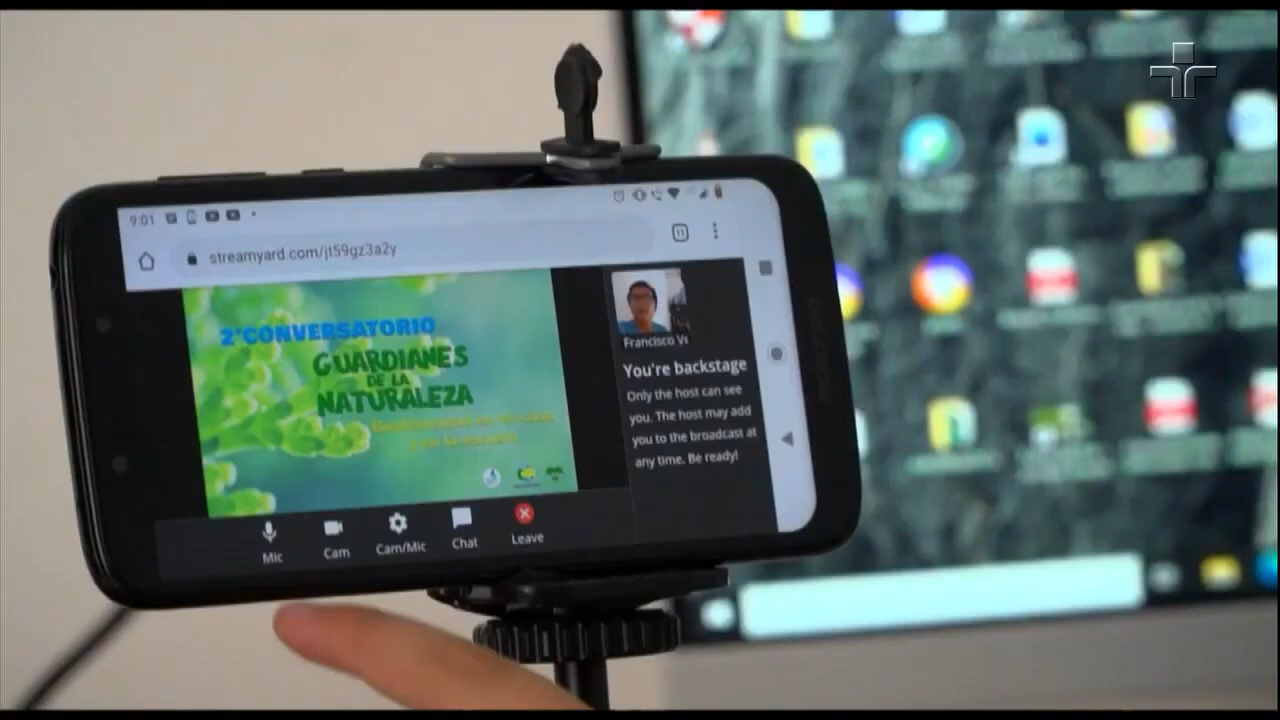 9:01
streamyard.com/jt59gz3a2y
11
2°CONVERSATORIO
GUARDIANES
DE LA
NATURALEZA
Francisco Ve
You're backstage
Only the host can see
you. The host may add
you to the broadcast at
any time. Be ready!
Mic
Cam
Cam/Mic
Chat
Leave